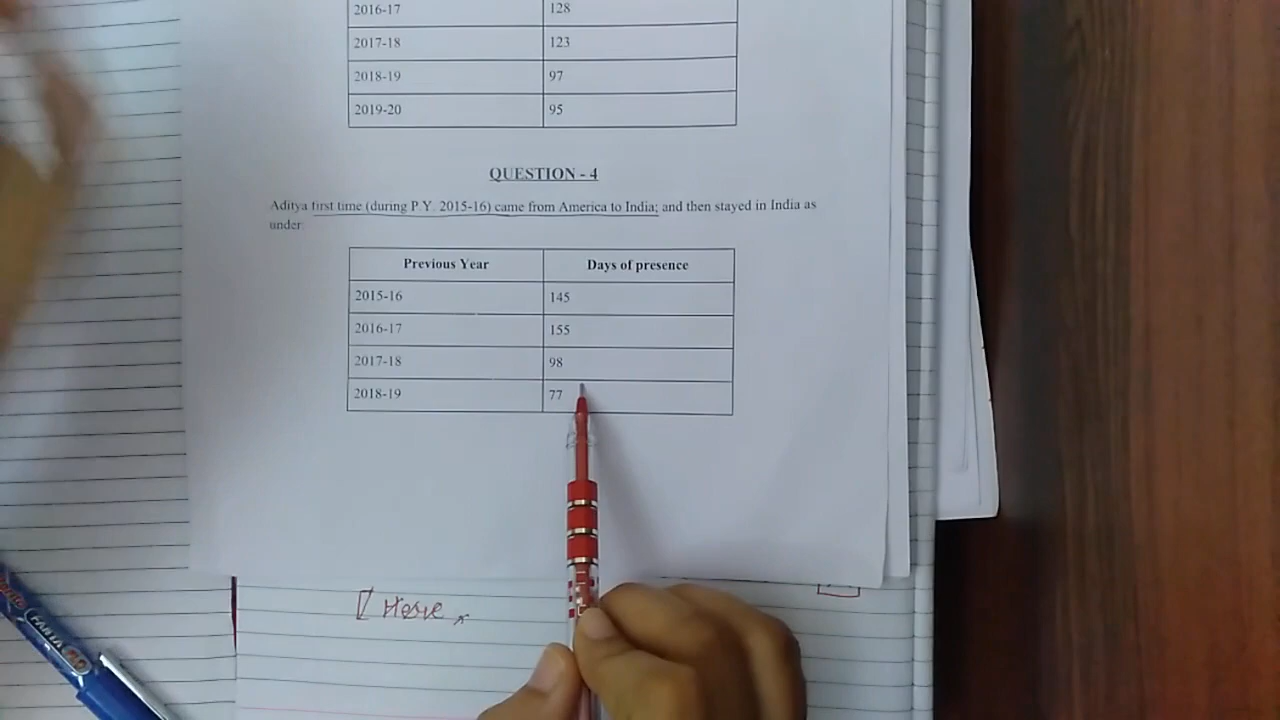 2016-17 128
2017-18 123
2018-19 97
2019-20 95
QUESTION - 4
Aditya first time (during P.Y. 2015-16) came from America to India; and then stayed in India as
under:
Previous Year Days of presence
2015-16 145
2016-17 155
2017-18 98
2018-19 77